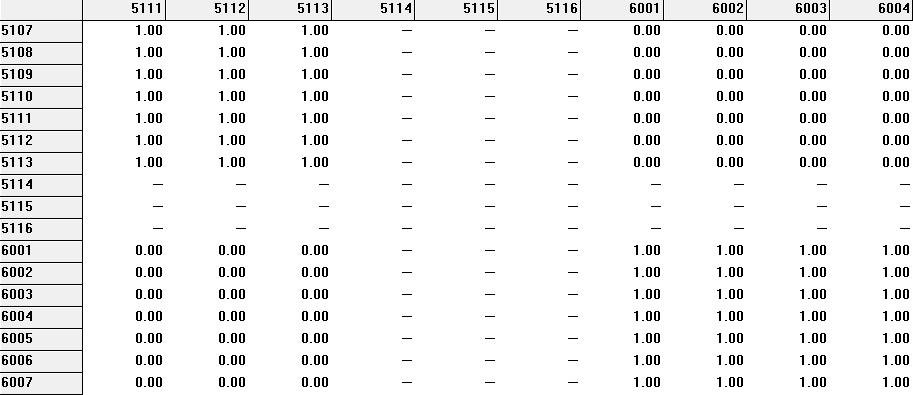 5111 5112 5113 5114 5115 5116 6001 6002 6003 6004
5107 1.00 1.00 1.00 — — — 0.00 0.00 0.00 0.00
5108 1.00 1.00 1.00 — — — 0.00 0.00 0.00 0.00
5109 1.00 1.00 1.00 — — — 0.00 0.00 0.00 0.00
5110 1.00 1.00 1.00 — — — 0.00 0.00 0.00 0.00
5111 1.00 1.00 1.00 — — — 0.00 0.00 0.00 0.00
5112 1.00 1.00 1.00 — — — 0.00 0.00 0.00 0.00
5113 1.00 1.00 1.00 — — — 0.00 0.00 0.00 0.00
5114 — — — — — — — — — —
5115 — — — — — — — — — —
5116 — — — — — — — — — —
6001 0.00 0.00 0.00 — — — 1.00 1.00 1.00 1.00
6002 0.00 0.00 0.00 — — — 1.00 1.00 1.00 1.00
6003 0.00 0.00 0.00 — — — 1.00 1.00 1.00 1.00
6004 0.00 0.00 0.00 — — — 1.00 1.00 1.00 1.00
6005 0.00 0.00 0.00 — — — 1.00 1.00 1.00 1.00
6006 0.00 0.00 0.00 — — — 1.00 1.00 1.00 1.00
6007 0.00 0.00 0.00 — — — 1.00 1.00 1.00 1.00